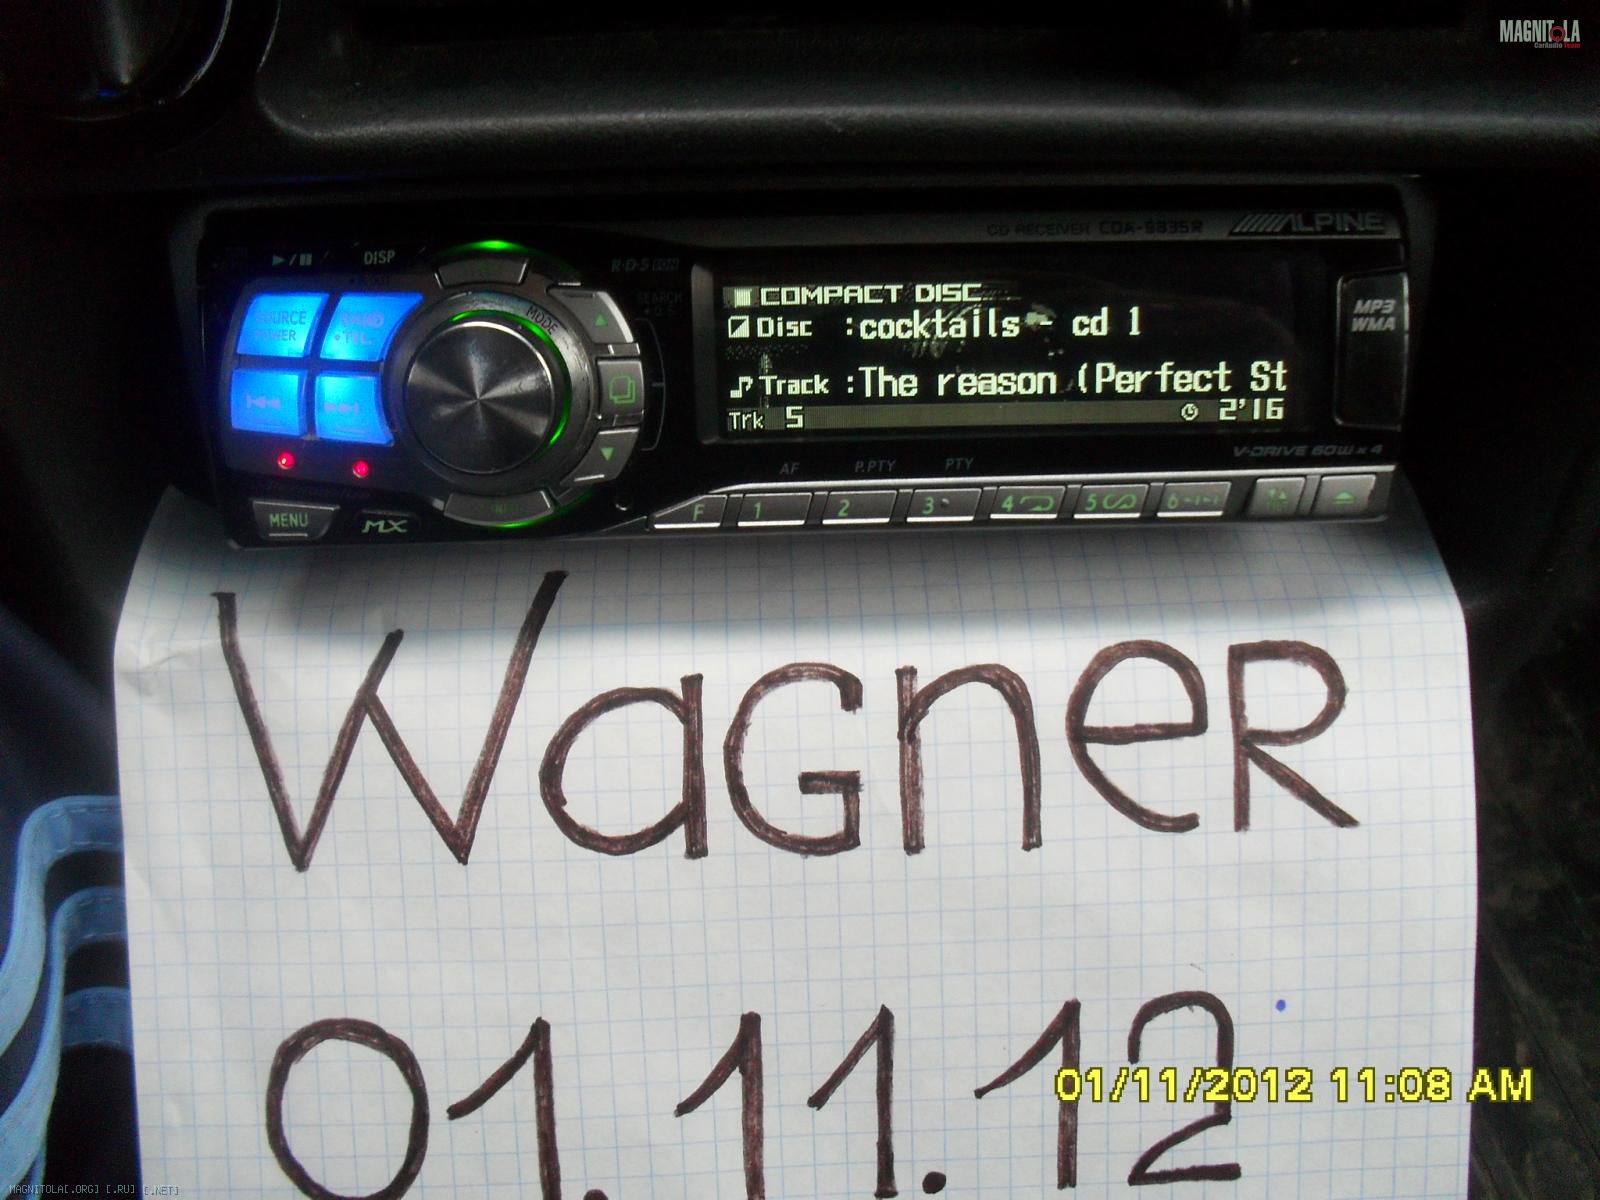 MAGNITOLA
CarAudio Team
CD RECEIVER CDA-9835R ALPINE
DISP
R·D·S EON
SEARCH
MODE
SOURCE
POWER
BAND
COMPACT DISC
Disc :cocktails - cd 1
Track :The reason (Perfect St
Trk 5 2'16
MP3
WMA
V-DRIVE 60W x 4
AF P.PTY PTY
MENU MX F 1 2 3 4 5 6
Wagner
01.11.12
01/11/2012 11:08 AM
MAGNITOLA[.ORG] [.RU] [.NET]